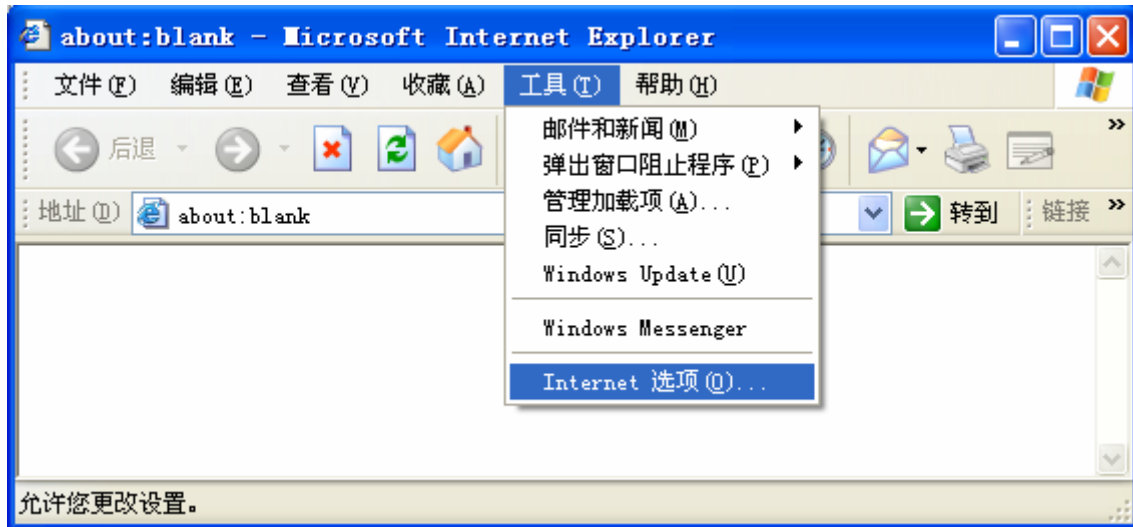 about:blank - Microsoft Internet Explorer
文件(F) 编辑(E) 查看(V) 收藏(A) 工具(T) 帮助(H)
后退
邮件和新闻(M)
弹出窗口阻止程序(P)
管理加载项(A)...
同步(S)...
Windows Update(U)
Windows Messenger
Internet 选项(O)...
地址(D) about:blank 转到 链接 »
允许您更改设置。